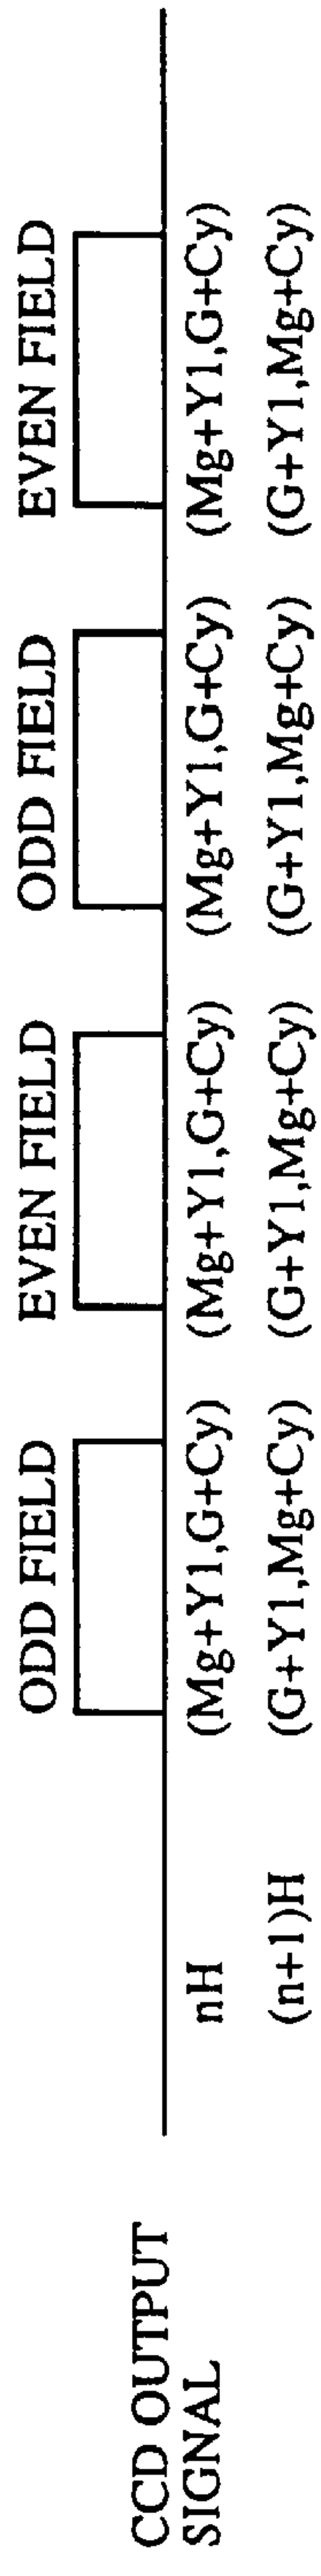 ODD FIELD EVEN FIELD ODD FIELD EVEN FIELD
CCD OUTPUT
SIGNAL
nH (Mg+Y1,G+Cy) (Mg+Y1,G+Cy) (Mg+Y1,G+Cy) (Mg+Y1,G+Cy)
(n+1)H (G+Y1,Mg+Cy) (G+Y1,Mg+Cy) (G+Y1,Mg+Cy) (G+Y1,Mg+Cy)